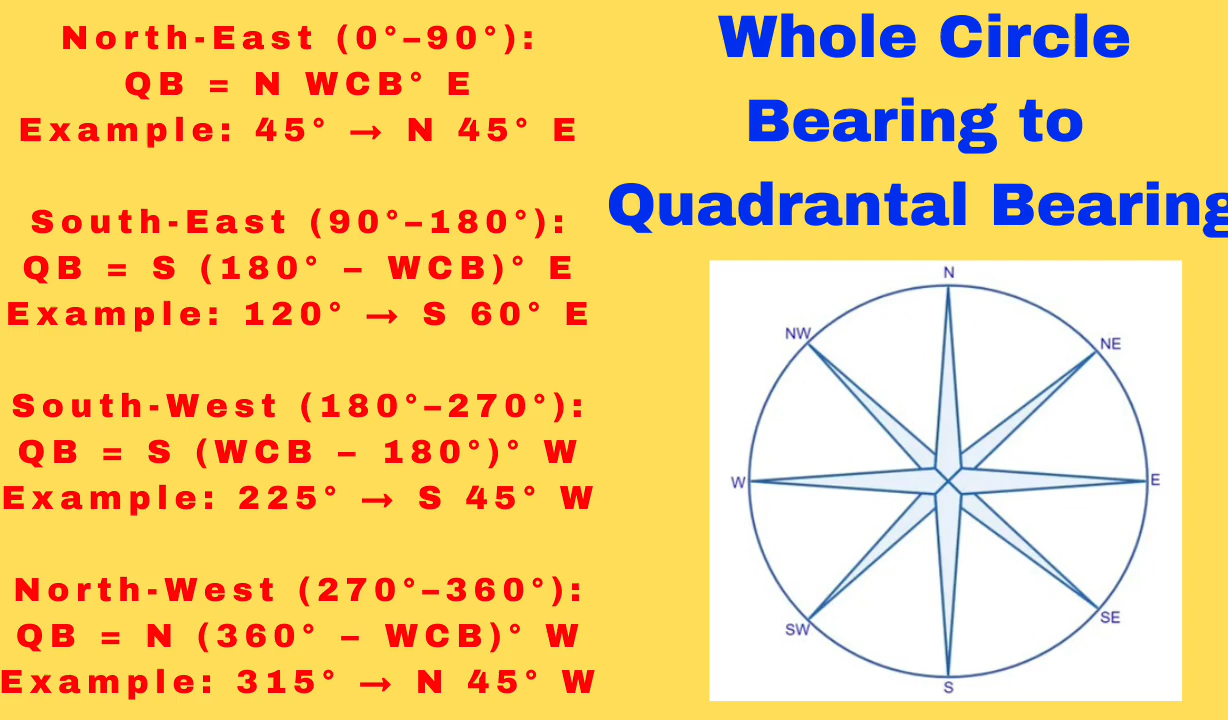 North-East (0°–90°):
QB = N WCB° E
Example: 45° → N 45° E
South-East (90°–180°):
QB = S (180° – WCB)° E
Example: 120° → S 60° E
South-West (180°–270°):
QB = S (WCB – 180°)° W
Example: 225° → S 45° W
North-West (270°–360°):
QB = N (360° – WCB)° W
Example: 315° → N 45° W
Whole Circle
Bearing to
Quadrantal Bearing
N
NW
NE
W
E
SW
SE
S